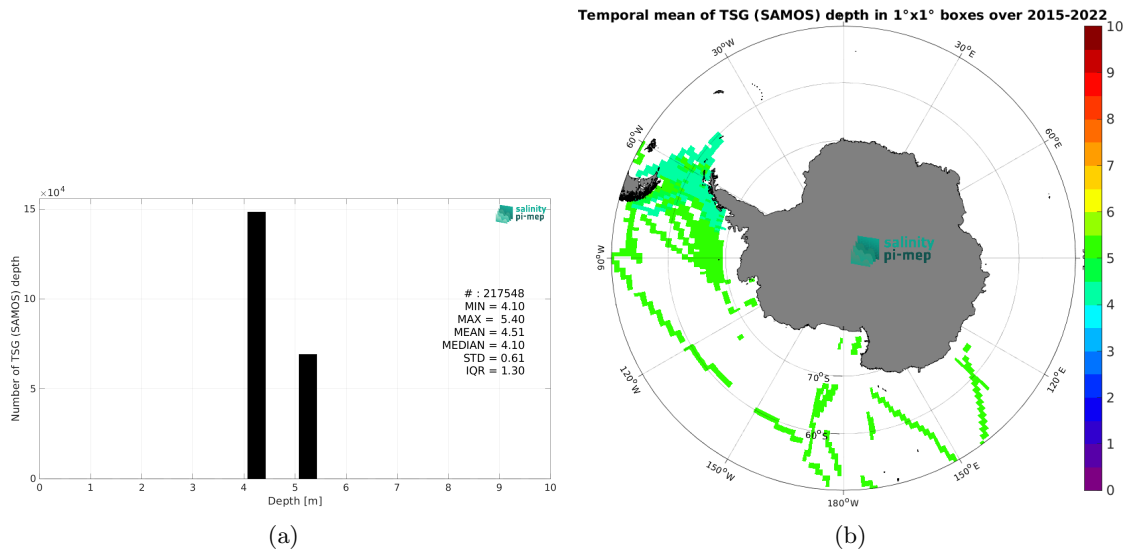 Temporal mean of TSG (SAMOS) depth in 1°x1° boxes over 2015-2022
×10⁴
15
10
5
0
Number of TSG (SAMOS) depth
salinity
pi-mep
# : 217548
MIN = 4.10
MAX = 5.40
MEAN = 4.51
MEDIAN = 4.10
STD = 0.61
IQR = 1.30
0 1 2 3 4 5 6 7 8 9 10
Depth [m]
(a)
30°W
30°E
60°W
60°E
90°W
salinity
pi-mep
120°W
120°E
70°S
60°S
150°W
150°E
180°W
10
9
8
7
6
5
4
3
2
1
0
(b)